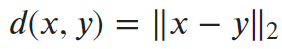 d(x, y) = ||x − y||₂